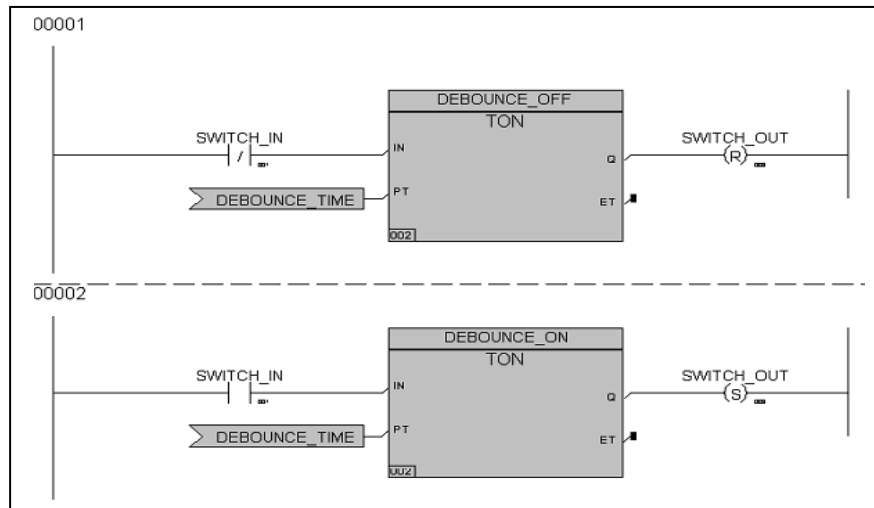 00001
DEBOUNCE_OFF
TON
SWITCH_IN
/
IN
Q
SWITCH_OUT
(R)
DEBOUNCE_TIME
PT
ET
002
00002
DEBOUNCE_ON
TON
SWITCH_IN
IN
Q
SWITCH_OUT
(S)
DEBOUNCE_TIME
PT
ET
002